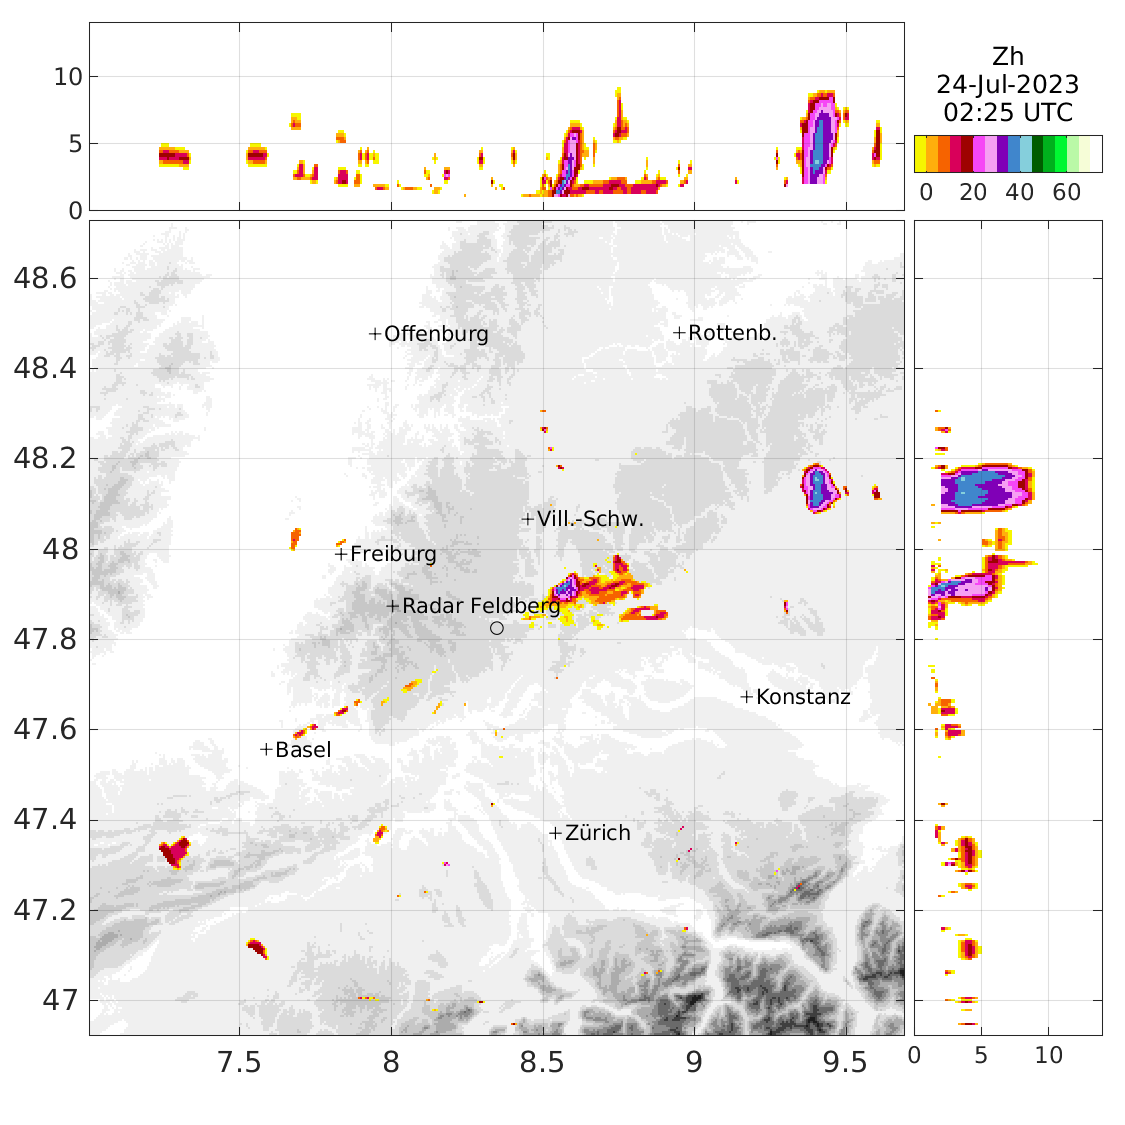 10
5
0
Zh
24-Jul-2023
02:25 UTC
0 20 40 60
48.6
48.4
48.2
48
47.8
47.6
47.4
47.2
47
+Offenburg
+Rottenb.
+Vill.-Schw.
+Freiburg
+Radar Feldberg
+Konstanz
+Basel
+Zürich
7.5 8 8.5 9 9.5
0 5 10